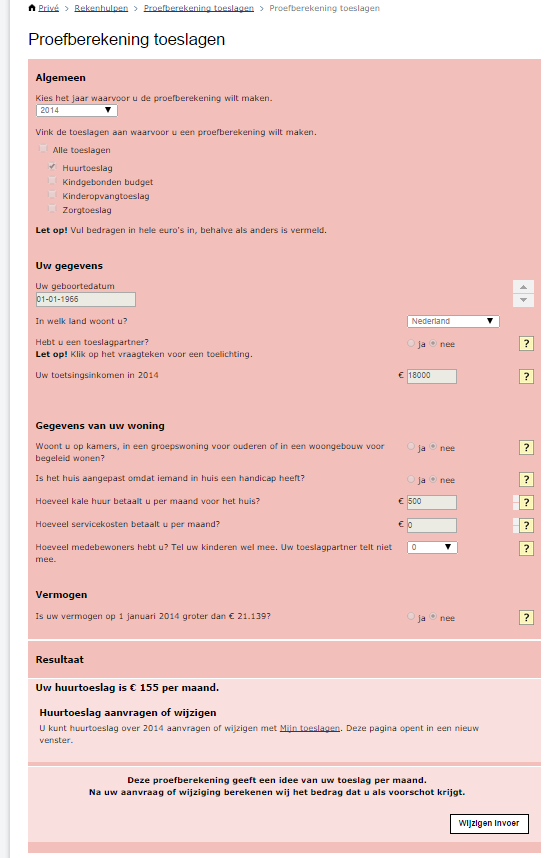 Privé > Rekenhulpen > Proefberekening toeslagen > Proefberekening toeslagen
Proefberekening toeslagen
Algemeen
Kies het jaar waarvoor u de proefberekening wilt maken.
2014
Vink de toeslagen aan waarvoor u een proefberekening wilt maken.
Alle toeslagen
Huurtoeslag
Kindgebonden budget
Kinderopvangtoeslag
Zorgtoeslag
Let op! Vul bedragen in hele euro's in, behalve als anders is vermeld.
Uw gegevens
Uw geboortedatum
01-01-1966
In welk land woont u? Nederland
Hebt u een toeslagpartner? ja nee ?
Let op! Klik op het vraagteken voor een toelichting.
Uw toetsingsinkomen in 2014 € 18000 ?
Gegevens van uw woning
Woont u op kamers, in een groepswoning voor ouderen of in een woongebouw voor ja nee ?
begeleid wonen?
Is het huis aangepast omdat iemand in huis een handicap heeft? ja nee ?
Hoeveel kale huur betaalt u per maand voor het huis? € 500 ?
Hoeveel servicekosten betaalt u per maand? € 0 ?
Hoeveel medebewoners hebt u? Tel uw kinderen wel mee. Uw toeslagpartner telt niet 0 ?
mee.
Vermogen
Is uw vermogen op 1 januari 2014 groter dan € 21.139? ja nee ?
Resultaat
Uw huurtoeslag is € 155 per maand.
Huurtoeslag aanvragen of wijzigen
U kunt huurtoeslag over 2014 aanvragen of wijzigen met Mijn toeslagen. Deze pagina opent in een nieuw
venster.
Deze proefberekening geeft een idee van uw toeslag per maand.
Na uw aanvraag of wijziging berekenen wij het bedrag dat u als voorschot krijgt.
Wijzigen invoer